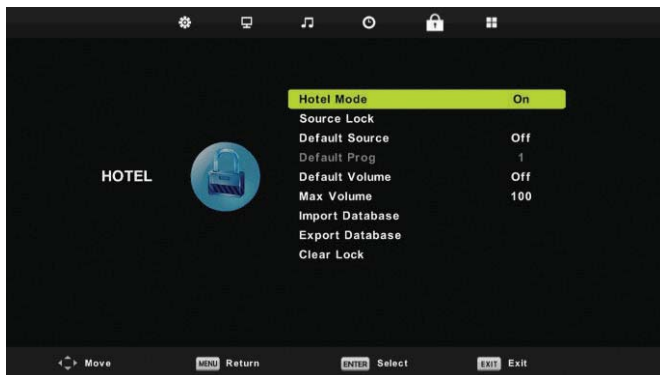 Hotel Mode On
Source Lock
Default Source Off
Default Prog 1
HOTEL
Default Volume Off
Max Volume 100
Import Database
Export Database
Clear Lock
Move MENU Return ENTER Select EXIT Exit